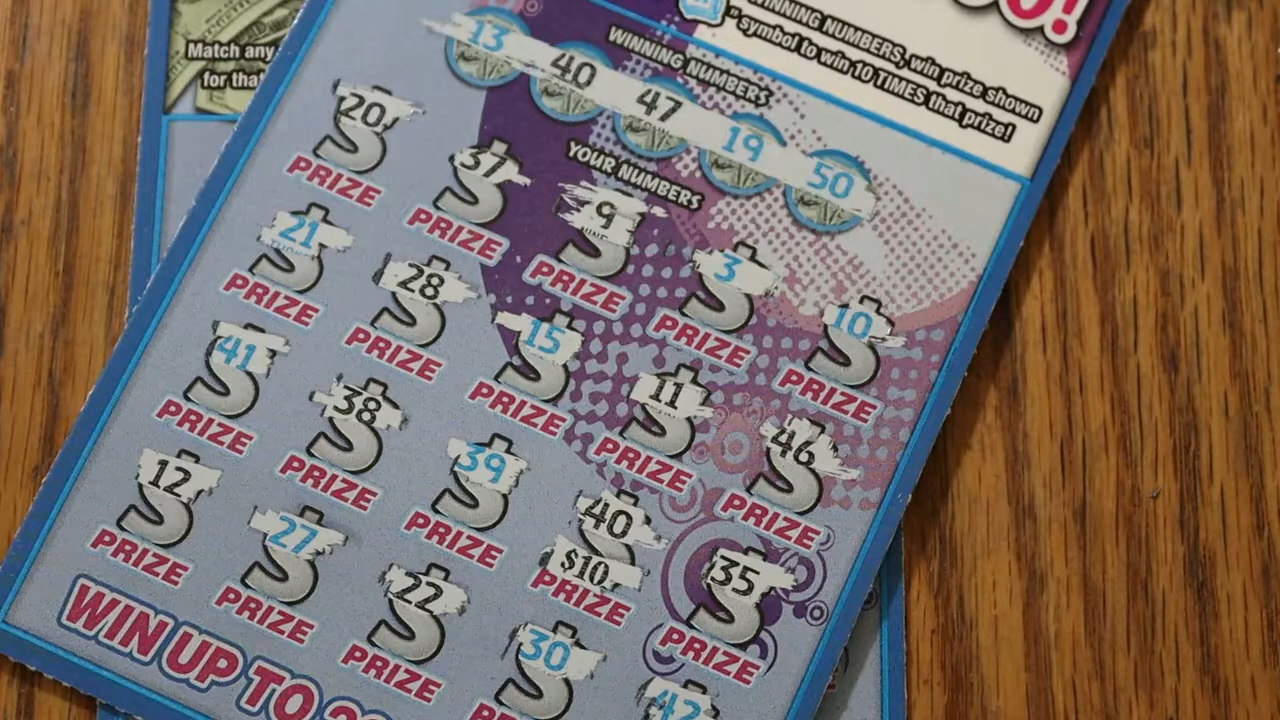 Match any
for that
0!
WINNING NUMBERS, win prize shown
" symbol to win 10 TIMES that prize!
WINNING NUMBERS
13 40 47 19 50
YOUR NUMBERS
20 37 9 3 10
PRIZE PRIZE PRIZE PRIZE PRIZE
21 28 15 11 46
PRIZE PRIZE PRIZE PRIZE PRIZE
41 38 39 40 35
$10
PRIZE PRIZE PRIZE PRIZE PRIZE
12 27 22 30 42
PRIZE PRIZE PRIZE
WIN UP TO